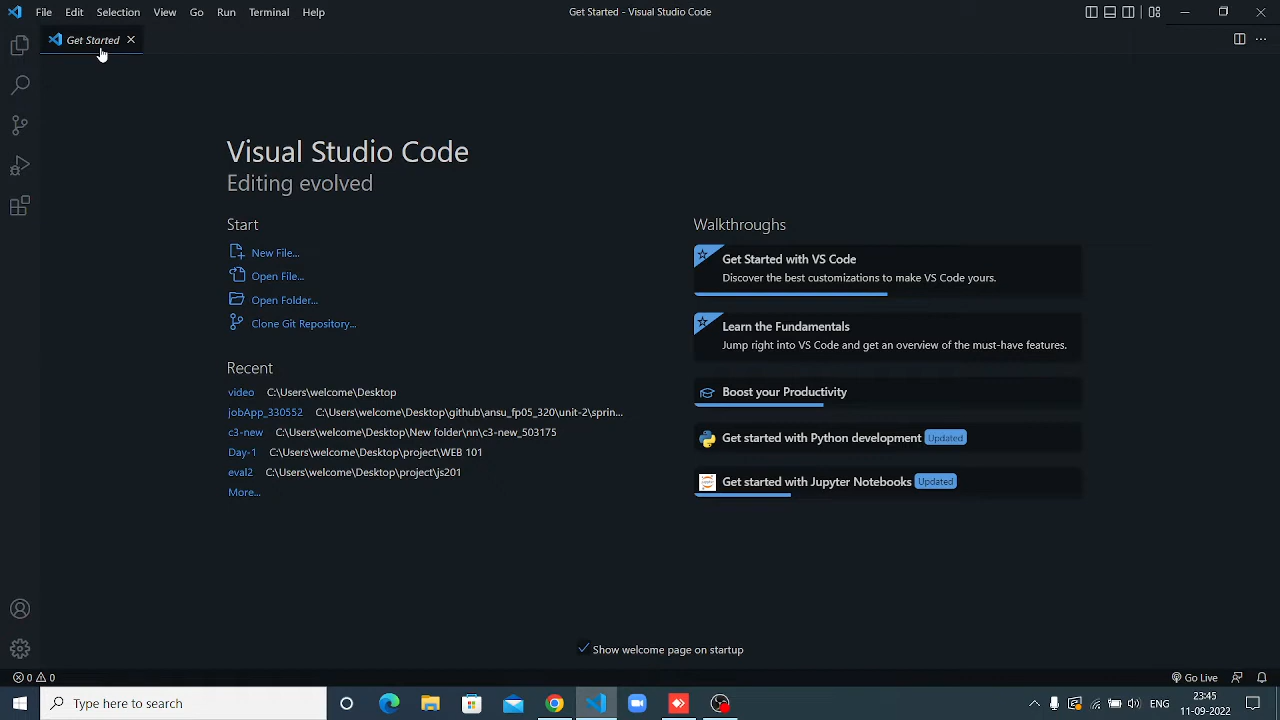 File Edit Selection View Go Run Terminal Help
Get Started - Visual Studio Code
Get Started
Visual Studio Code
Editing evolved
Start
New File...
Open File...
Open Folder...
Clone Git Repository...
Recent
video C:\Users\welcome\Desktop
jobApp_330552 C:\Users\welcome\Desktop\github\ansu_fp05_320\unit-2\sprin...
c3-new C:\Users\welcome\Desktop\New folder\nn\c3-new_503175
Day-1 C:\Users\welcome\Desktop\project\WEB 101
eval2 C:\Users\welcome\Desktop\project\js201
More...
Walkthroughs
Get Started with VS Code
Discover the best customizations to make VS Code yours.
Learn the Fundamentals
Jump right into VS Code and get an overview of the must-have features.
Boost your Productivity
Get started with Python development Updated
Get started with Jupyter Notebooks Updated
Show welcome page on startup
0 0
Go Live
Type here to search
ENG
23:45
11-09-2022